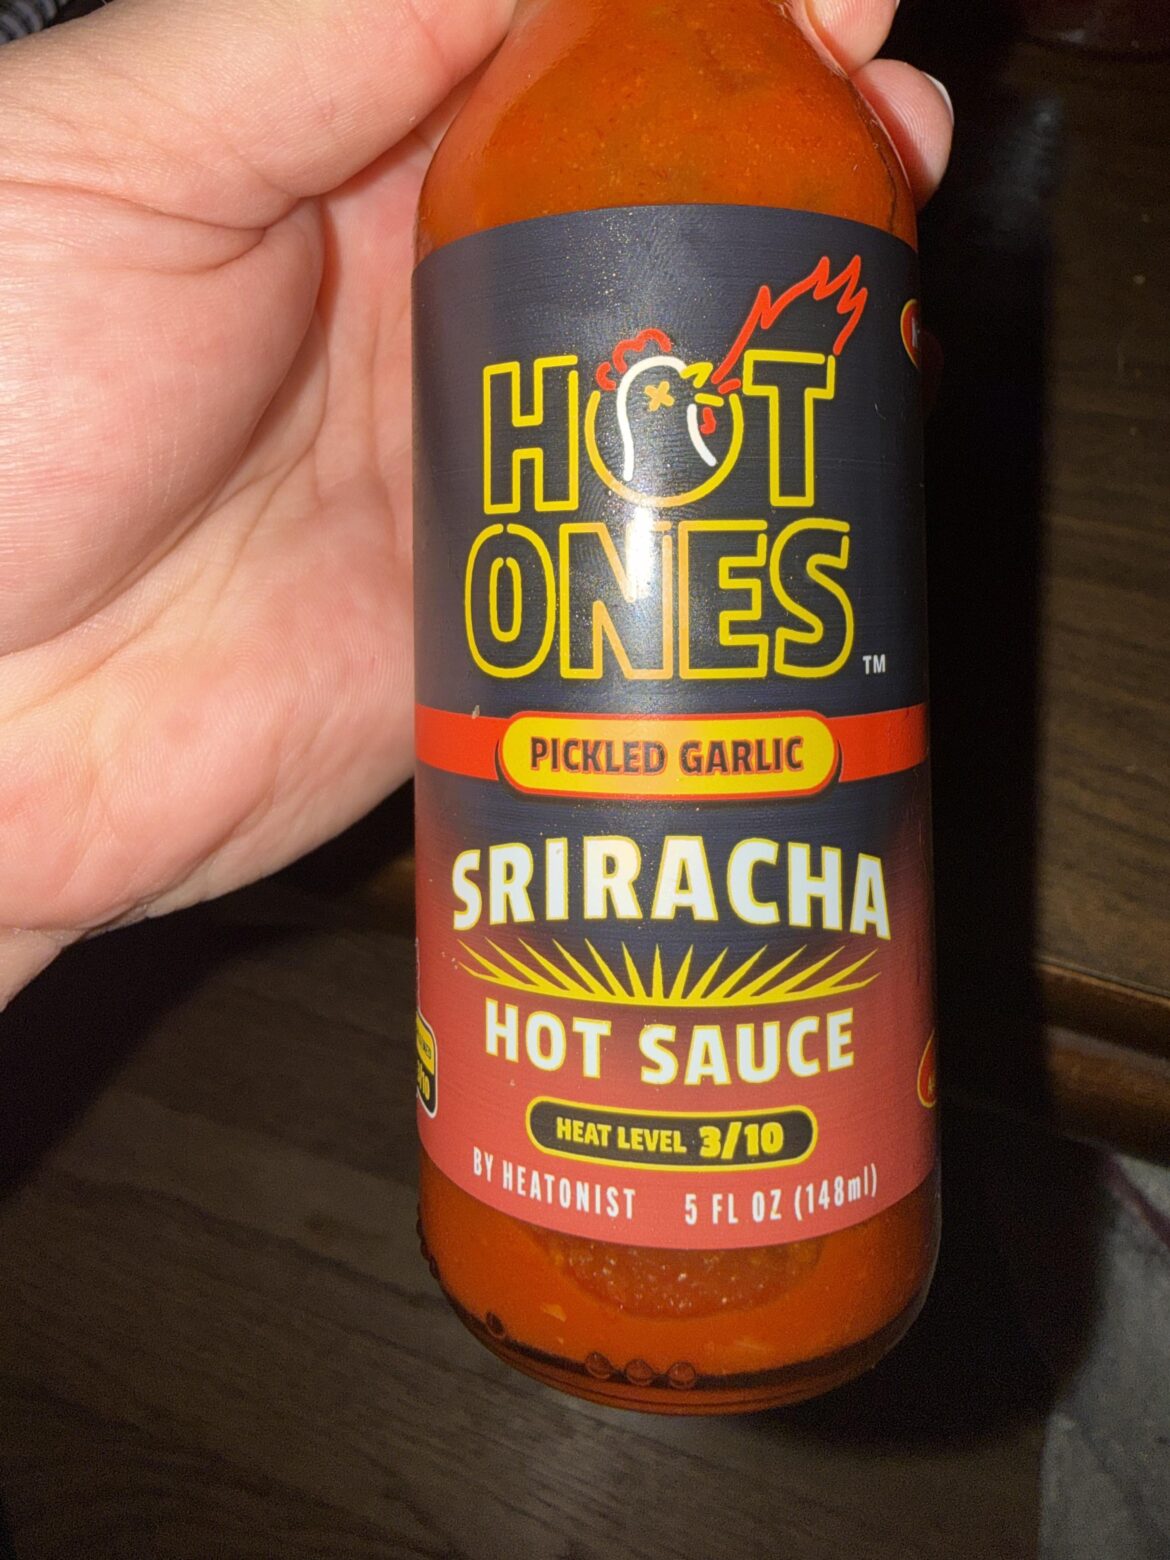 HOT
ONES
TM
PICKLED GARLIC
SRIRACHA
HOT SAUCE
HEAT LEVEL 3/10
BY HEATONIST 5 FL OZ (148ml)